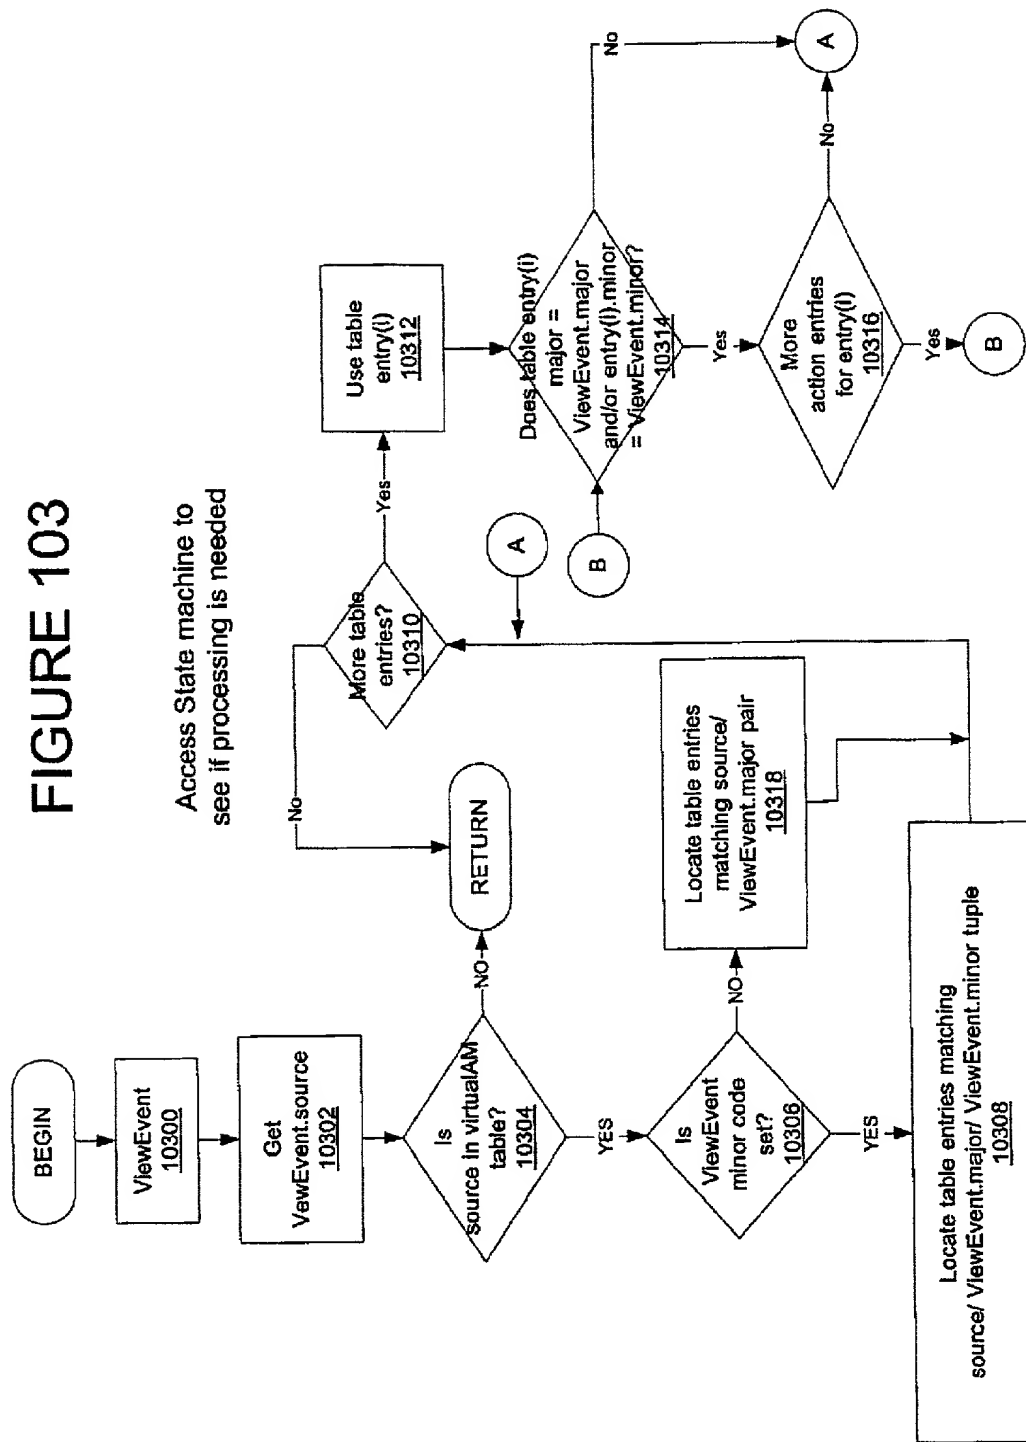 FIGURE 103
Access State machine to
see if processing is needed
BEGIN
ViewEvent
10300
Get
VewEvent.source
10302
Is
source in virtualAM
table?
10304
NO
RETURN
YES
Is
ViewEvent
minor code
set?
10306
NO
Locate table entries
matching source/
ViewEvent.major pair
10318
YES
Locate table entries matching
source/ ViewEvent.major/ ViewEvent.minor tuple
10308
A
More table
entries?
10310
No
Yes
Use table
entry(i)
10312
B
Does table entry(i)
major =
ViewEvent.major
and/or entry(i).minor
= ViewEvent.minor?
10314
No
A
Yes
More
action entries
for entry(i)
10316
No
Yes
B